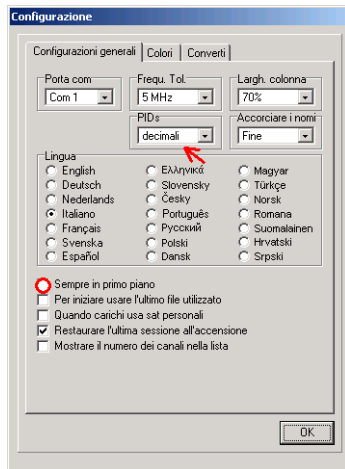 Configurazione
Configurazioni generali Colori Converti
Porta com Frequ. Tol. Largh. colonna
Com 1 5 MHz 70%
PIDs Accorciare i nomi
decimali Fine
Lingua
English Ελληνικά Magyar
Deutsch Slovensky Türkçe
Nederlands Česky Norsk
Italiano Português Romana
Français Русский Suomalainen
Svenska Polski Hrvatski
Español Dansk Srpski
Sempre in primo piano
Per iniziare usare l'ultimo file utilizzato
Quando carichi usa sat personali
Restaurare l'ultima sessione all'accensione
Mostrare il numero dei canali nella lista
OK